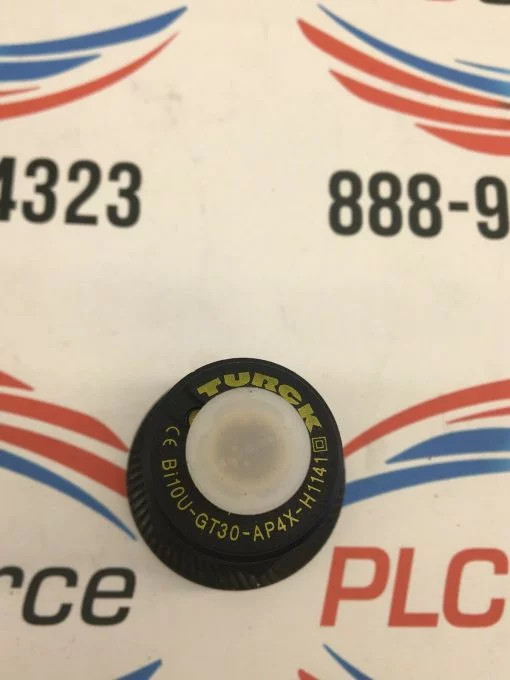 4323
888-9
TURCK
CE Bi10U-GT30-AP4X-H1141
rce
PLC